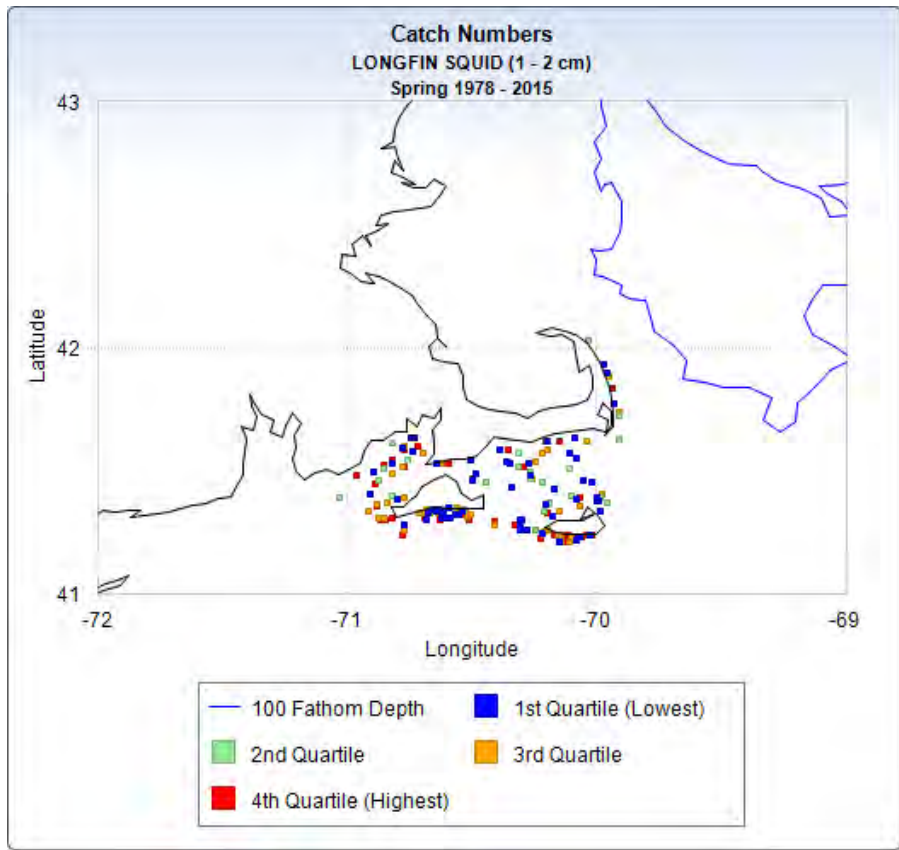 Catch Numbers
LONGFIN SQUID (1 - 2 cm)
Spring 1978 - 2015
43
42
41
Latitude
-72
-71
-70
-69
Longitude
100 Fathom Depth
1st Quartile (Lowest)
2nd Quartile
3rd Quartile
4th Quartile (Highest)